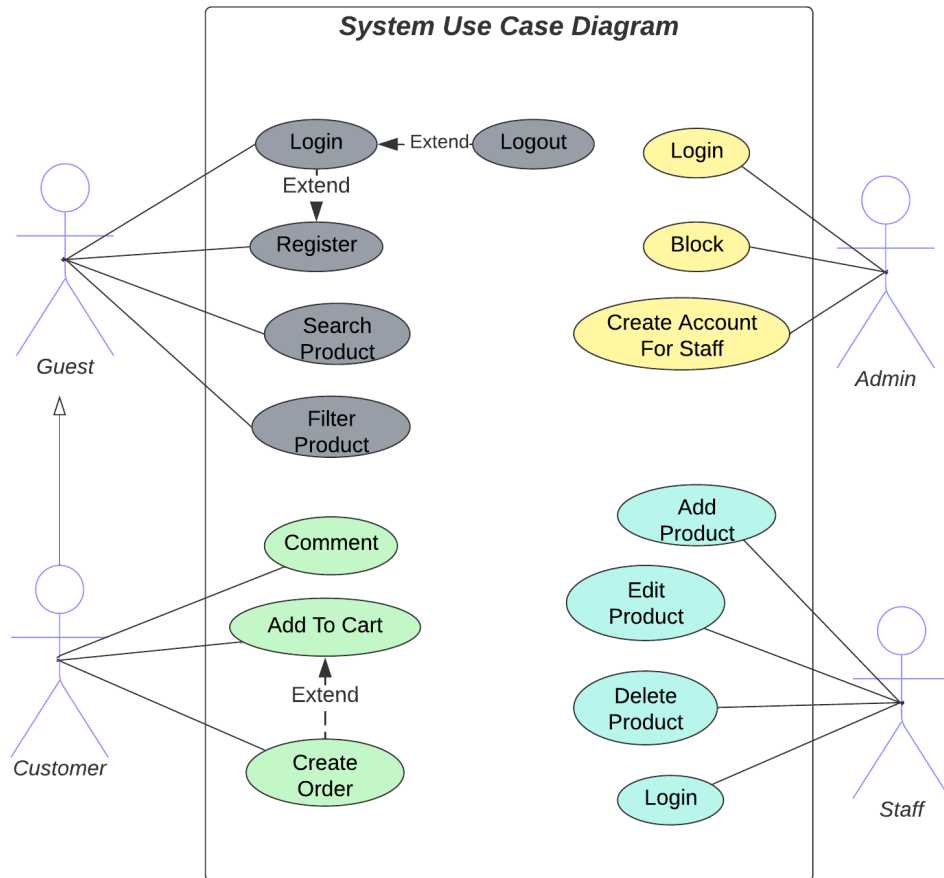 System Use Case Diagram
Login
Extend
Logout
Extend
Register
Search
Product
Filter
Product
Guest
Login
Block
Create Account
For Staff
Admin
Comment
Add To Cart
Extend
Create
Order
Customer
Add
Product
Edit
Product
Delete
Product
Login
Staff